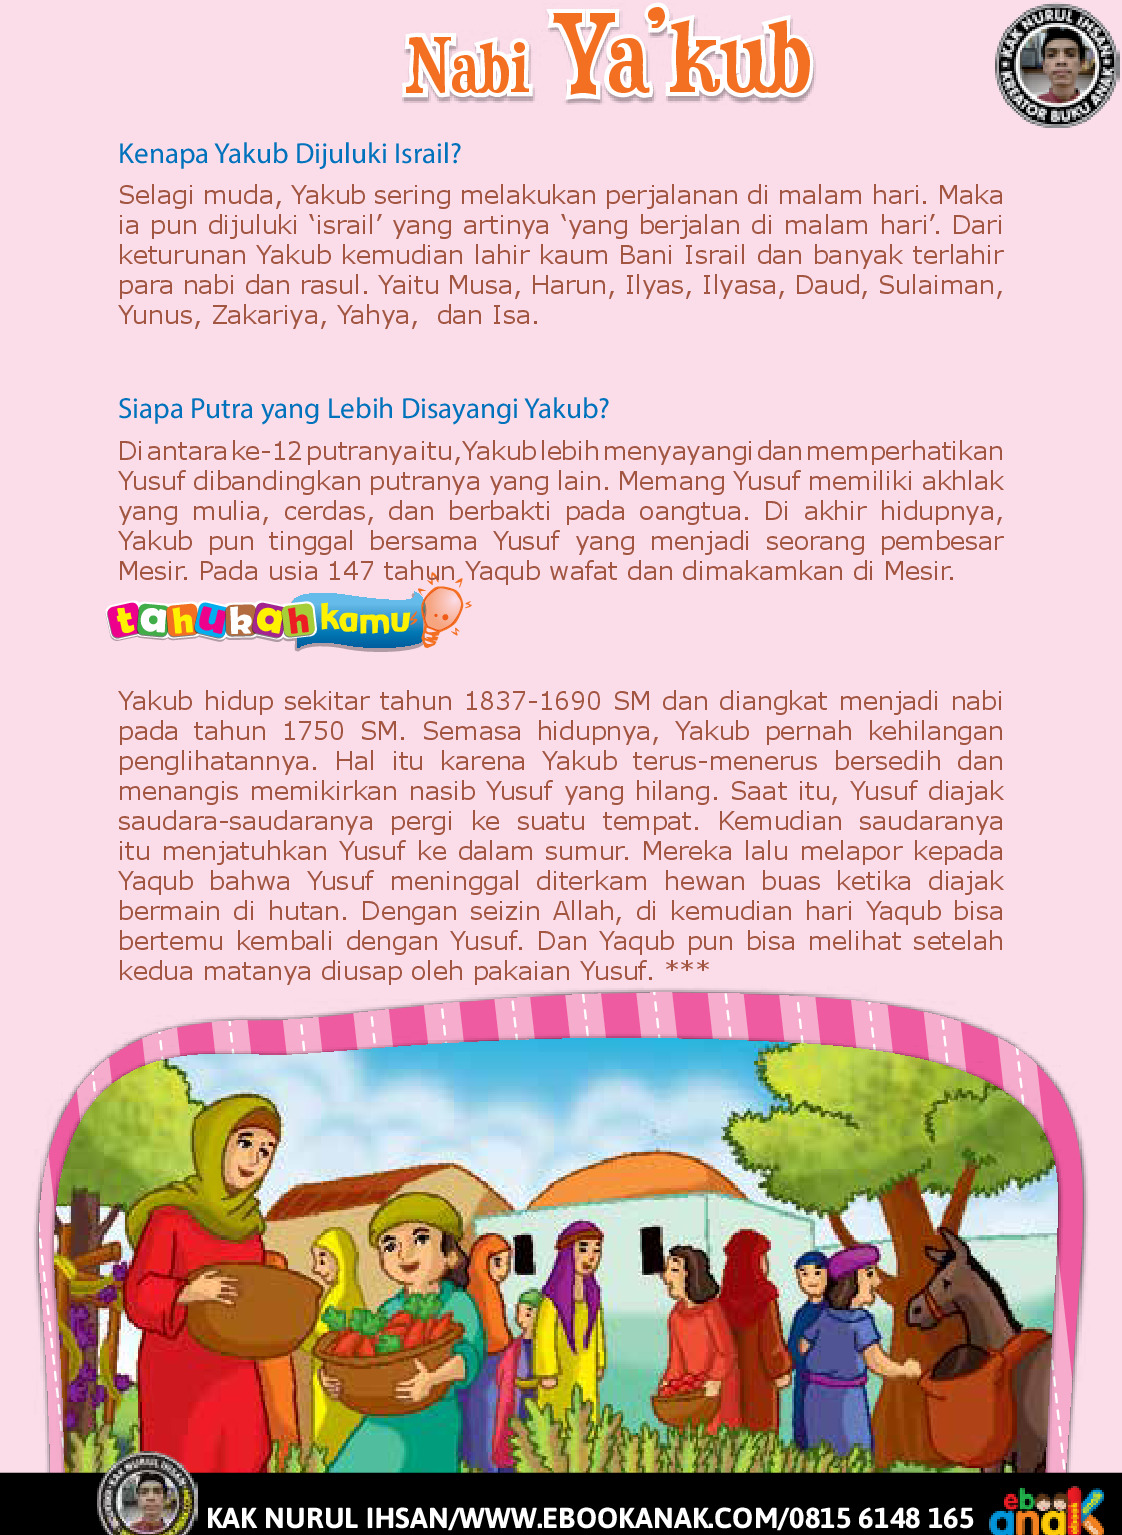 Nabi Ya’kub
KAK NURUL IHSAN
KREATOR BUKU ANAK
Kenapa Yakub Dijuluki Israil?
Selagi muda, Yakub sering melakukan perjalanan di malam hari. Maka
ia pun dijuluki ‘israil’ yang artinya ‘yang berjalan di malam hari’. Dari
keturunan Yakub kemudian lahir kaum Bani Israil dan banyak terlahir
para nabi dan rasul. Yaitu Musa, Harun, Ilyas, Ilyasa, Daud, Sulaiman,
Yunus, Zakariya, Yahya, dan Isa.
Siapa Putra yang Lebih Disayangi Yakub?
Di antara ke-12 putranya itu, Yakub lebih menyayangi dan memperhatikan
Yusuf dibandingkan putranya yang lain. Memang Yusuf memiliki akhlak
yang mulia, cerdas, dan berbakti pada oangtua. Di akhir hidupnya,
Yakub pun tinggal bersama Yusuf yang menjadi seorang pembesar
Mesir. Pada usia 147 tahun Yaqub wafat dan dimakamkan di Mesir.
tahukah kamu
Yakub hidup sekitar tahun 1837-1690 SM dan diangkat menjadi nabi
pada tahun 1750 SM. Semasa hidupnya, Yakub pernah kehilangan
penglihatannya. Hal itu karena Yakub terus-menerus bersedih dan
menangis memikirkan nasib Yusuf yang hilang. Saat itu, Yusuf diajak
saudara-saudaranya pergi ke suatu tempat. Kemudian saudaranya
itu menjatuhkan Yusuf ke dalam sumur. Mereka lalu melapor kepada
Yaqub bahwa Yusuf meninggal diterkam hewan buas ketika diajak
bermain di hutan. Dengan seizin Allah, di kemudian hari Yaqub bisa
bertemu kembali dengan Yusuf. Dan Yaqub pun bisa melihat setelah
kedua matanya diusap oleh pakaian Yusuf. ***
KAK NURUL IHSAN
KAK NURUL IHSAN/WWW.EBOOKANAK.COM/0815 6148 165
ebook
anak